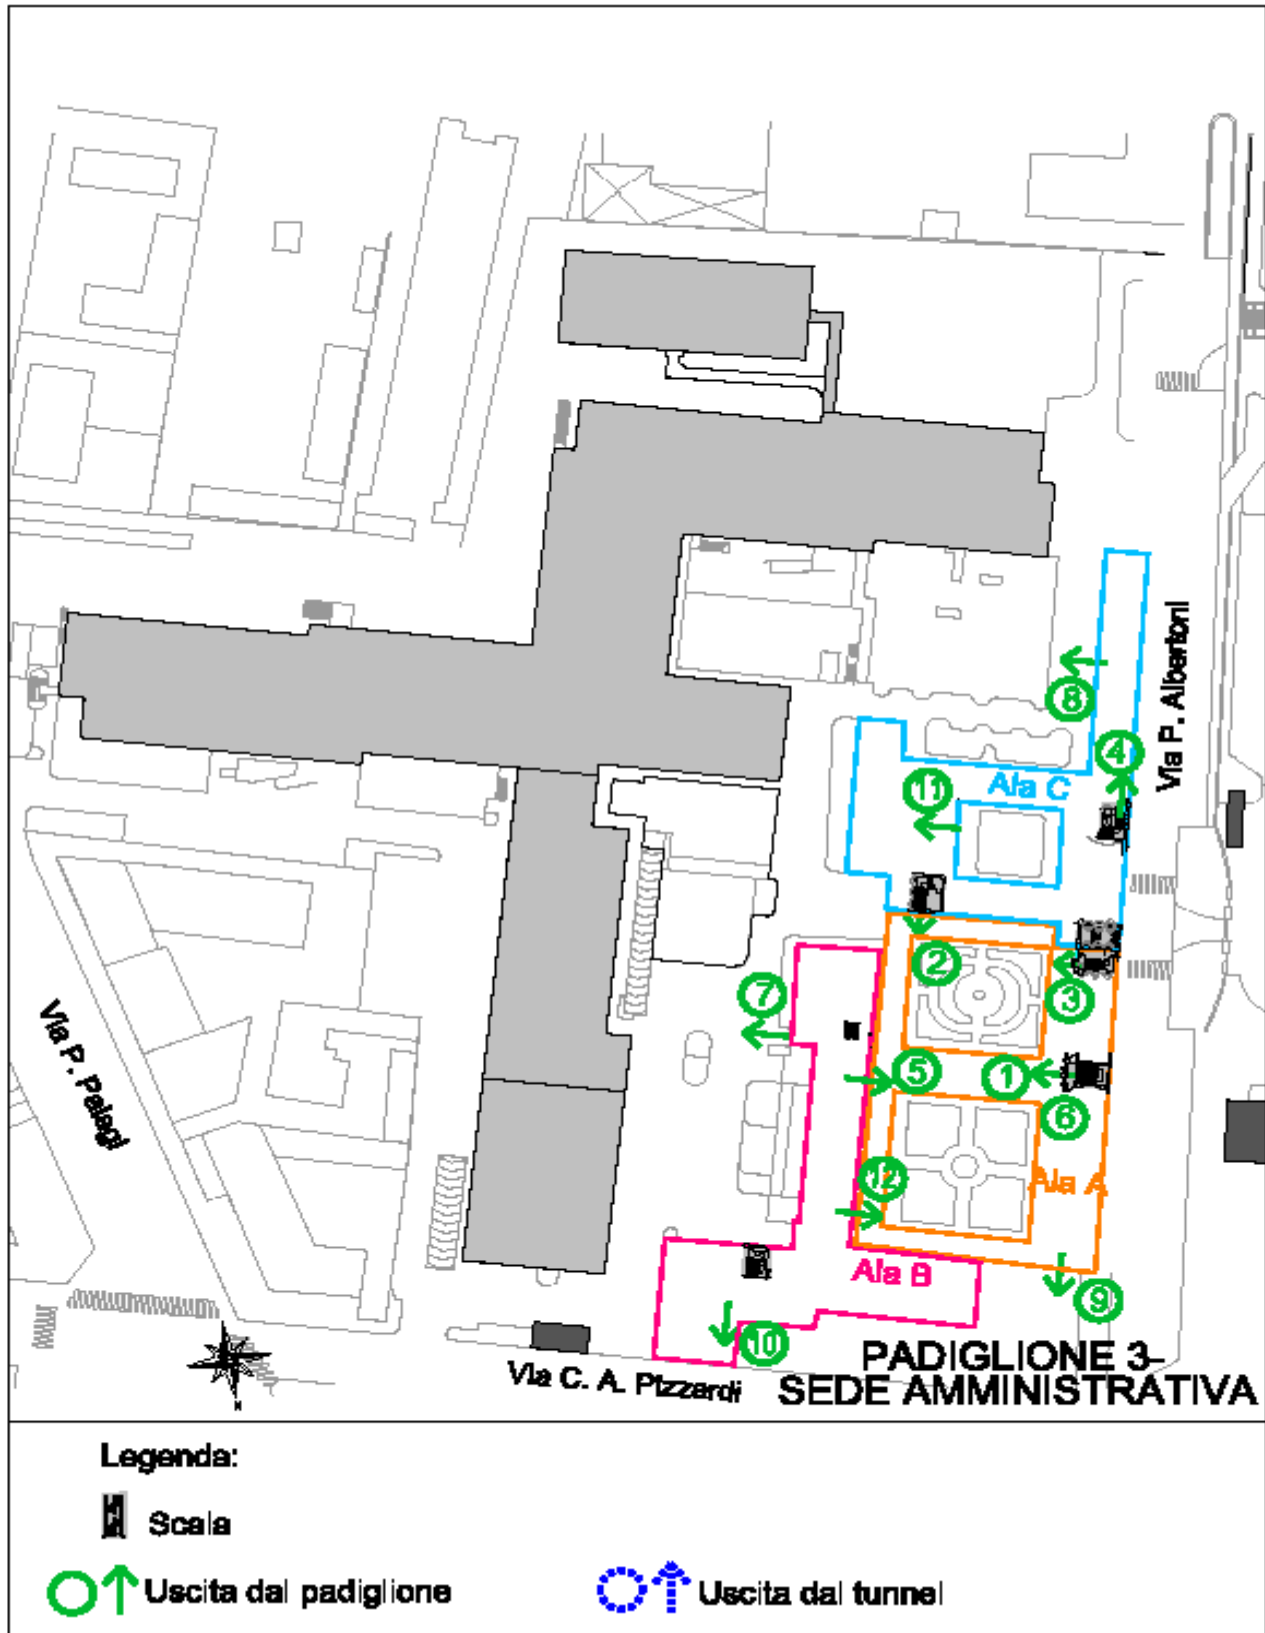 8
4
Via P. Albertoni
Ala C
11
2
3
7
5
1
6
Via P. Palagi
12
Ala A
Ala B
9
10
PADIGLIONE 3-
SEDE AMMINISTRATIVA
Via C. A. Pizzardi
Legenda:
Scala
Uscita dal padiglione
Uscita dal tunnel